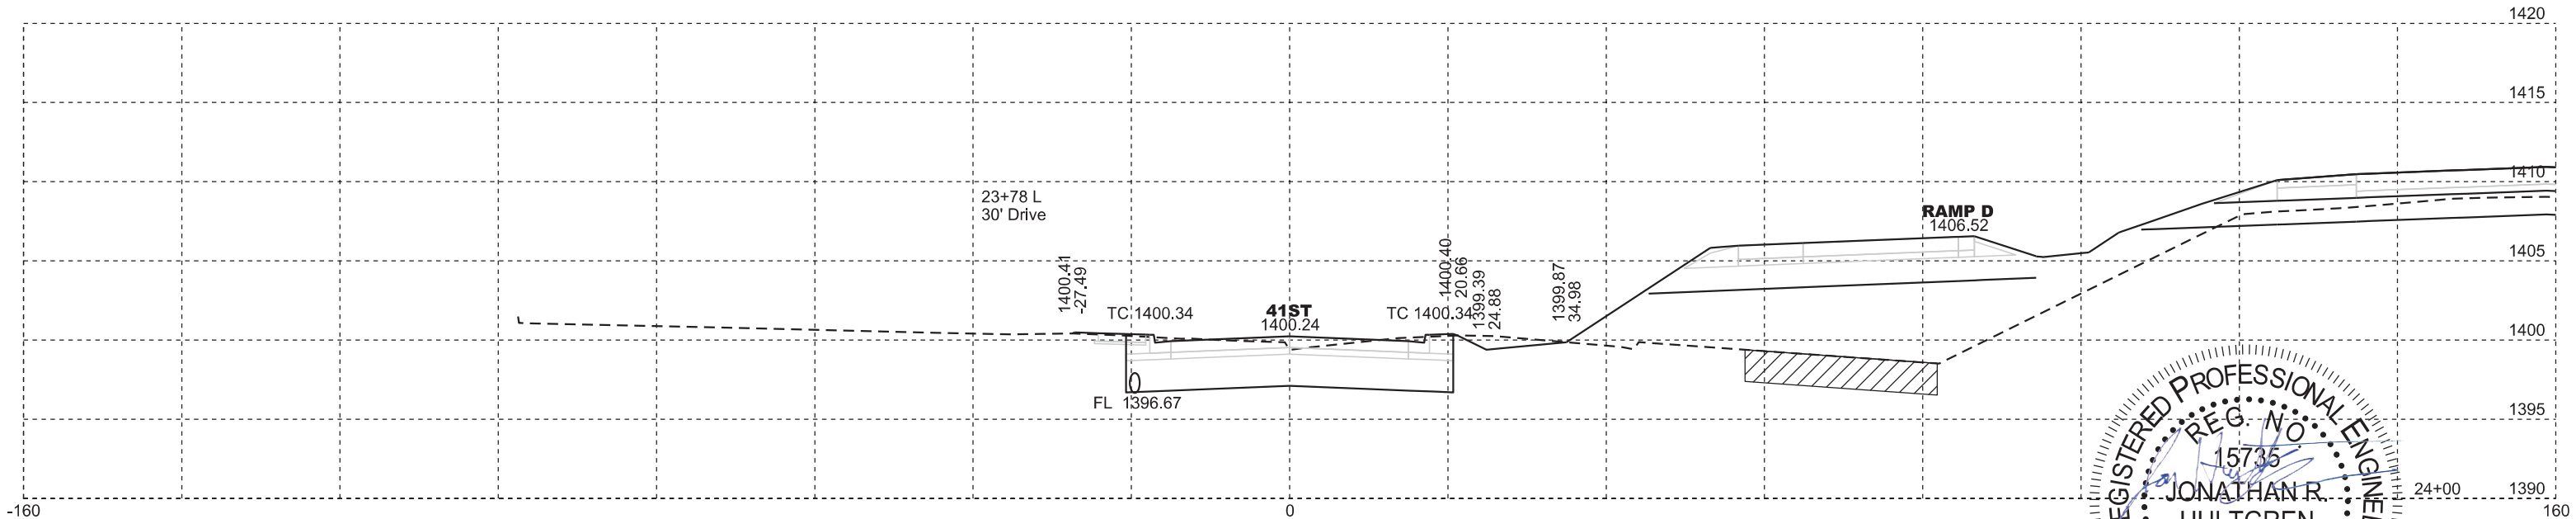 1420
1415
1410
23+78 L
30' Drive
RAMP D
1406.52
1405
1400.41
-27.49
TC 1400.34
41ST
1400.24
TC 1400.34
1400.40
20.66
1399.39
24.88
1399.87
34.98
1400
FL 1396.67
1395
REGISTERED PROFESSIONAL ENGINEER
REG. NO.
15735
JONATHAN R.
HULTGREN
24+00
1390
-160
0
160